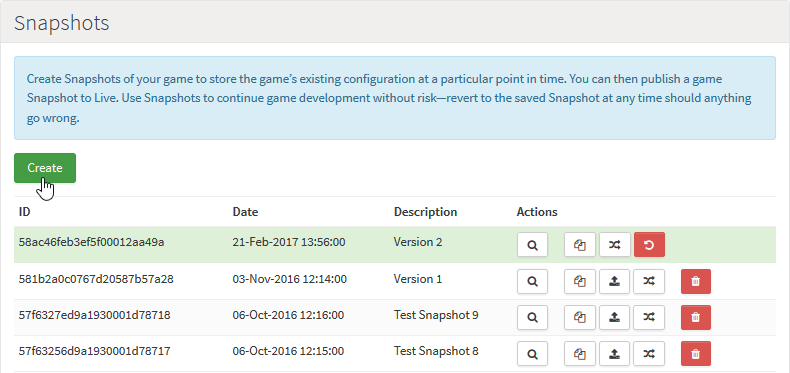 Snapshots
Create Snapshots of your game to store the game's existing configuration at a particular point in time. You can then publish a game
Snapshot to Live. Use Snapshots to continue game development without risk—revert to the saved Snapshot at any time should anything
go wrong.
Create
ID Date Description Actions
58ac46feb3ef5f00012aa49a 21-Feb-2017 13:56:00 Version 2
581b2a0c0767d20587b57a28 03-Nov-2016 12:14:00 Version 1
57f6327ed9a1930001d78718 06-Oct-2016 12:16:00 Test Snapshot 9
57f63256d9a1930001d78717 06-Oct-2016 12:15:00 Test Snapshot 8